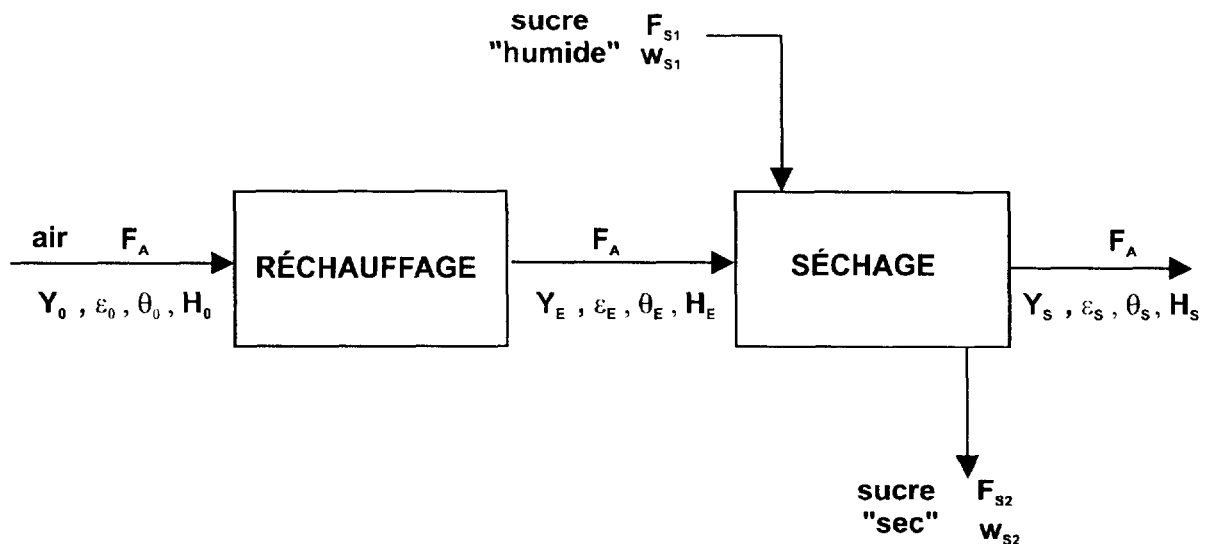 sucre F_S1
"humide" w_S1
air F_A
RÉCHAUFFAGE
F_A
SÉCHAGE
F_A
Y_0 , ε_0 , θ_0 , H_0
Y_E , ε_E , θ_E , H_E
Y_S , ε_S , θ_S , H_S
sucre F_S2
"sec" w_S2